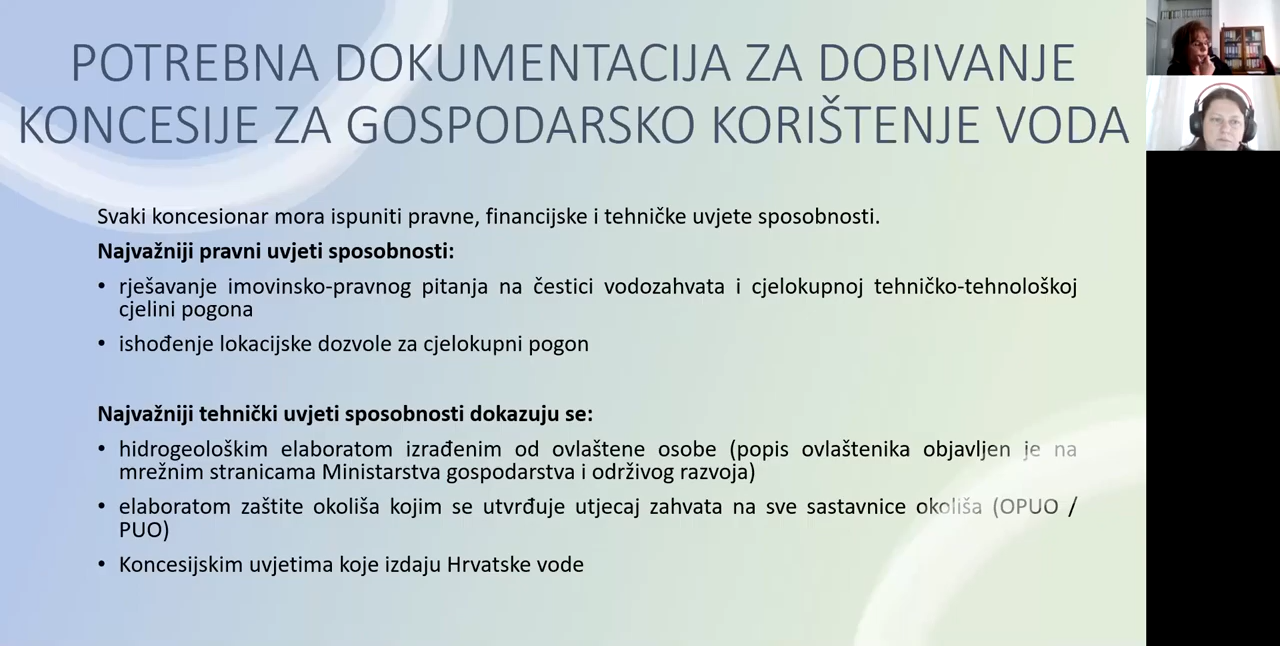 POTREBNA DOKUMENTACIJA ZA DOBIVANJE
KONCESIJE ZA GOSPODARSKO KORIŠTENJE VODA
Svaki koncesionar mora ispuniti pravne, financijske i tehničke uvjete sposobnosti.
Najvažniji pravni uvjeti sposobnosti:
• rješavanje imovinsko-pravnog pitanja na čestici vodozahvata i cjelokupnoj tehničko-tehnološkoj
cjelini pogona
• ishođenje lokacijske dozvole za cjelokupni pogon
Najvažniji tehnički uvjeti sposobnosti dokazuju se:
• hidrogeološkim elaboratom izrađenim od ovlaštene osobe (popis ovlaštenika objavljen je na
mrežnim stranicama Ministarstva gospodarstva i održivog razvoja)
• elaboratom zaštite okoliša kojim se utvrđuje utjecaj zahvata na sve sastavnice okoliša (OPUO /
PUO)
• Koncesijskim uvjetima koje izdaju Hrvatske vode